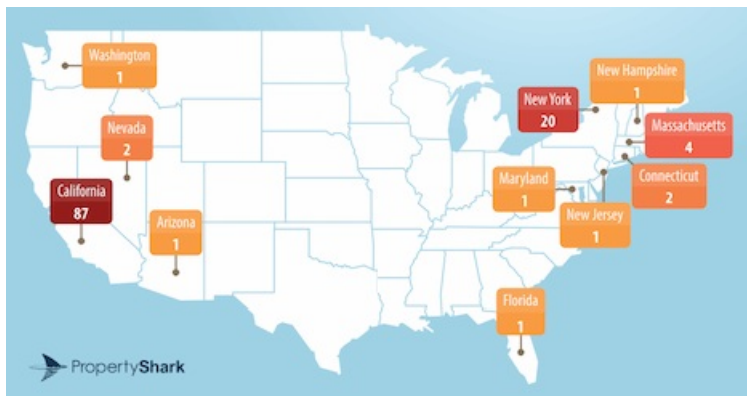 Washington
1
New Hampshire
1
New York
20
Massachusetts
4
Nevada
2
California
87
Maryland
1
Connecticut
2
Arizona
1
New Jersey
1
Florida
1
PropertyShark